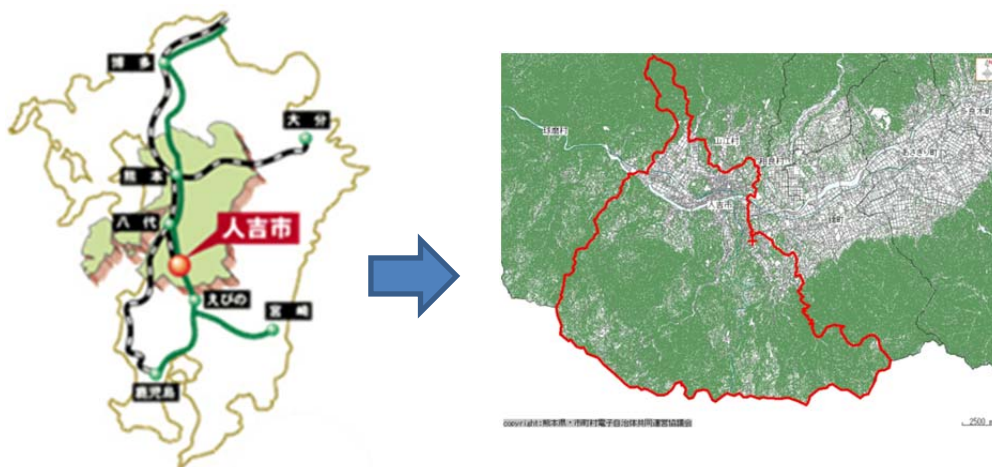 博多
大分
熊本
八代
人吉市
えびの
宮崎
鹿児島
球磨村
山江村
人吉市
錦町
copyright:熊本県・市町村電子自治体共同運営協議会
2500 m